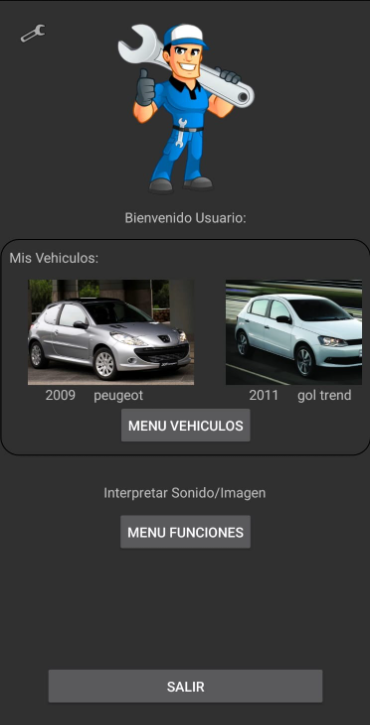 Bienvenido Usuario:
Mis Vehiculos:
2009 peugeot
2011 gol trend
MENU VEHICULOS
Interpretar Sonido/Imagen
MENU FUNCIONES
SALIR